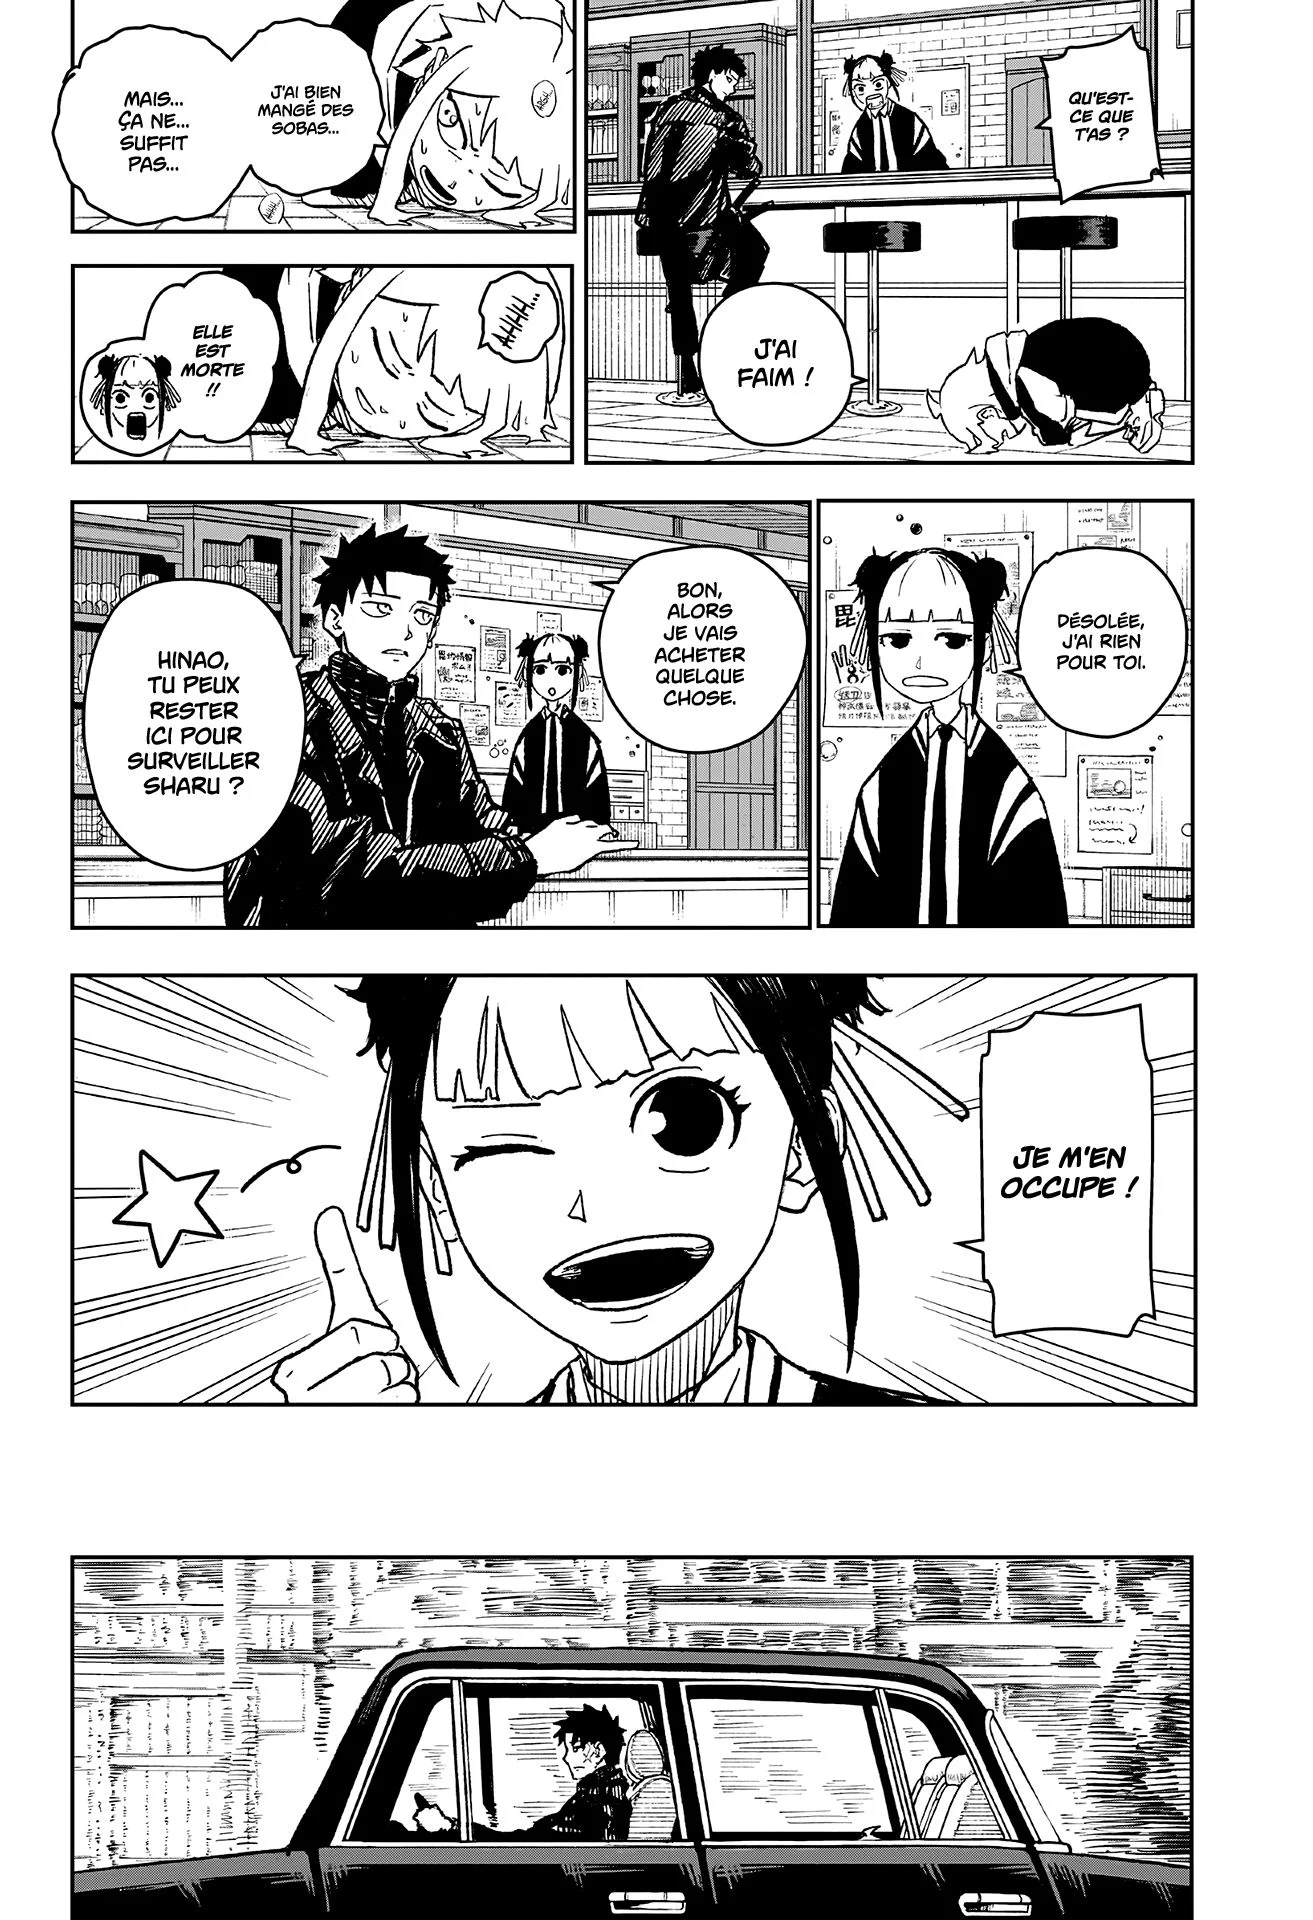 QU'EST-
CE QUE
T'AS ?
J'AI
FAIM !
J'AI BIEN
MANGÉ DES
SOBAS...
MAIS...
ÇA NE...
SUFFIT
PAS...
AHHH...
ELLE
EST
MORTE
!!
DÉSOLÉE,
J'AI RIEN
POUR TOI.
BON,
ALORS
JE VAIS
ACHETER
QUELQUE
CHOSE.
HINAO,
TU PEUX
RESTER
ICI POUR
SURVEILLER
SHARU ?
JE M'EN
OCCUPE !